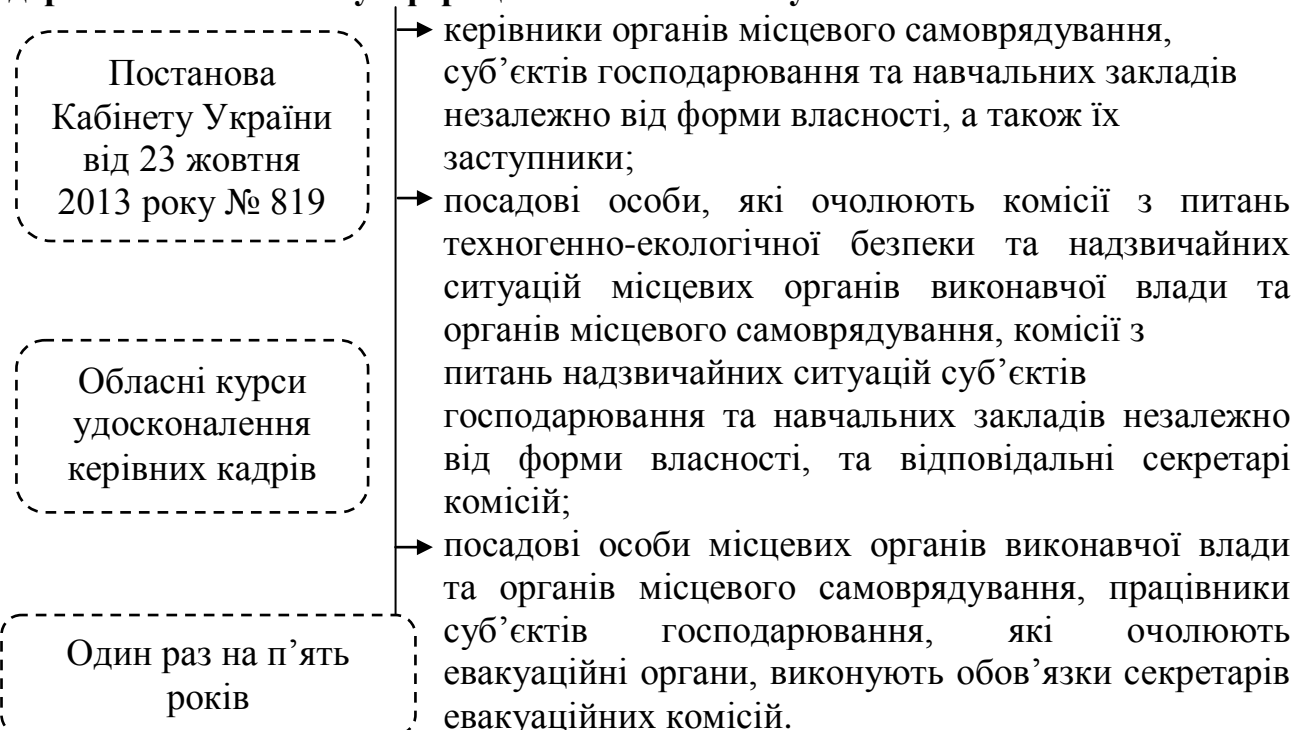 Постанова
Кабінету України
від 23 жовтня
2013 року № 819
Обласні курси
удосконалення
керівних кадрів
Один раз на п’ять
років
керівники органів місцевого самоврядування,
суб’єктів господарювання та навчальних закладів
незалежно від форми власності, а також їх
заступники;
посадові особи, які очолюють комісії з питань
техногенно-екологічної безпеки та надзвичайних
ситуацій місцевих органів виконавчої влади та
органів місцевого самоврядування, комісії з
питань надзвичайних ситуацій суб’єктів
господарювання та навчальних закладів незалежно
від форми власності, та відповідальні секретарі
комісій;
посадові особи місцевих органів виконавчої влади
та органів місцевого самоврядування, працівники
суб’єктів господарювання, які очолюють
евакуаційні органи, виконують обов’язки секретарів
евакуаційних комісій.